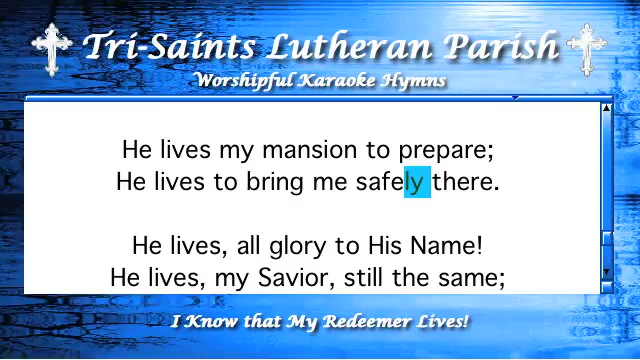 Tri-Saints Lutheran Parish
Worshipful Karaoke Hymns
He lives my mansion to prepare;
He lives to bring me safely there.
He lives, all glory to His Name!
He lives, my Savior, still the same;
I Know that My Redeemer Lives!